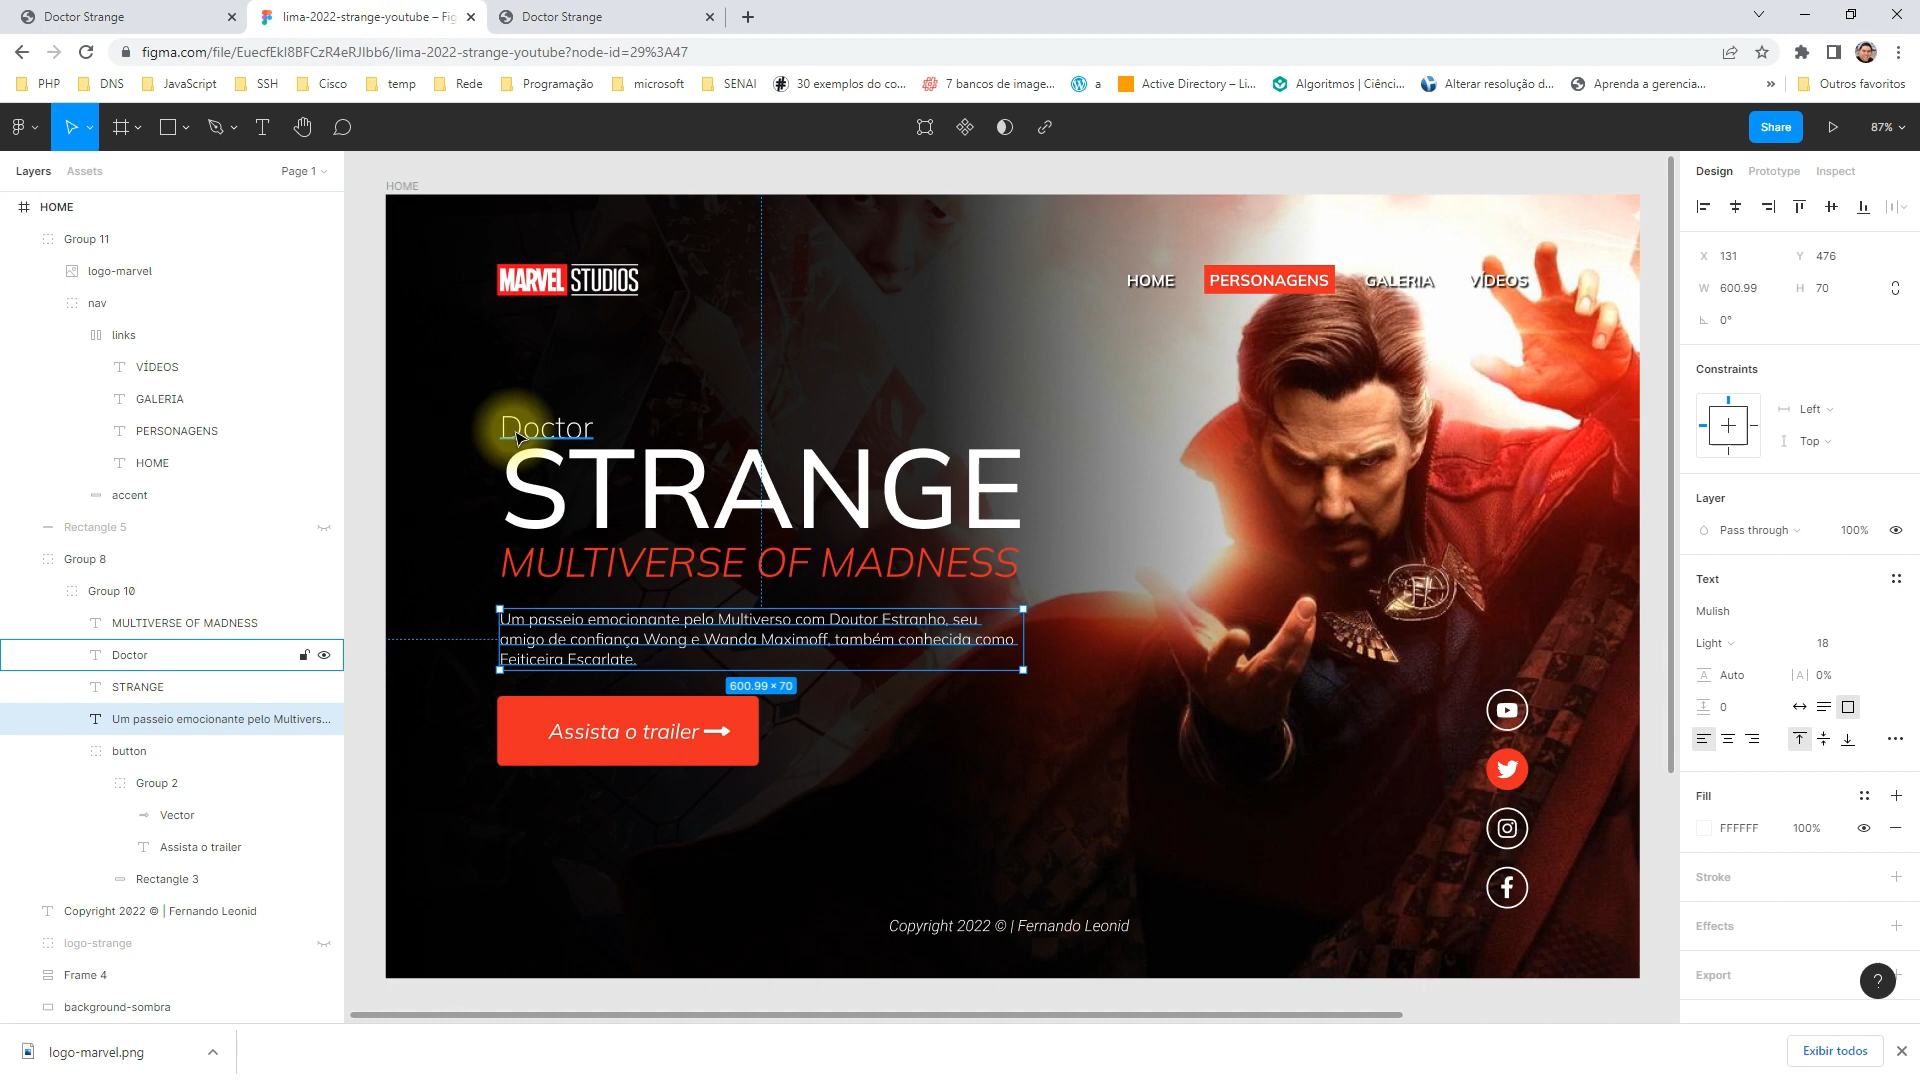 Doctor Strange
lima-2022-strange-youtube – Fig
Doctor Strange
figma.com/file/EuecfEkl8BFCzR4eRJlbb6/lima-2022-strange-youtube?node-id=29%3A47
PHP
DNS
JavaScript
SSH
Cisco
temp
Rede
Programação
microsoft
SENAI
30 exemplos do co...
7 bancos de image...
a
Active Directory – Li...
Algoritmos | Ciênci...
Alterar resolução d...
Aprenda a gerencia...
»
Outros favoritos
Share
87%
Layers
Assets
Page 1
HOME
Group 11
logo-marvel
nav
links
VÍDEOS
GALERIA
PERSONAGENS
HOME
accent
Rectangle 5
Group 8
Group 10
MULTIVERSE OF MADNESS
Doctor
STRANGE
Um passeio emocionante pelo Multivers...
button
Group 2
Vector
Assista o trailer
Rectangle 3
Copyright 2022 © | Fernando Leonid
logo-strange
Frame 4
background-sombra
HOME
MARVEL STUDIOS
HOME
PERSONAGENS
GALERIA
VÍDEOS
Doctor
STRANGE
MULTIVERSE OF MADNESS
Um passeio emocionante pelo Multiverso com Doutor Estranho, seu
amigo de confiança Wong e Wanda Maximoff, também conhecida como
Feiticeira Escarlate.
600.99 × 70
Assista o trailer
Copyright 2022 © | Fernando Leonid
Design
Prototype
Inspect
X 131
Y 476
W 600.99
H 70
0°
Constraints
Left
Top
Layer
Pass through
100%
Text
Mulish
Light
18
Auto
|A| 0%
0
Fill
FFFFFF
100%
Stroke
Effects
Export
?
logo-marvel.png
Exibir todos